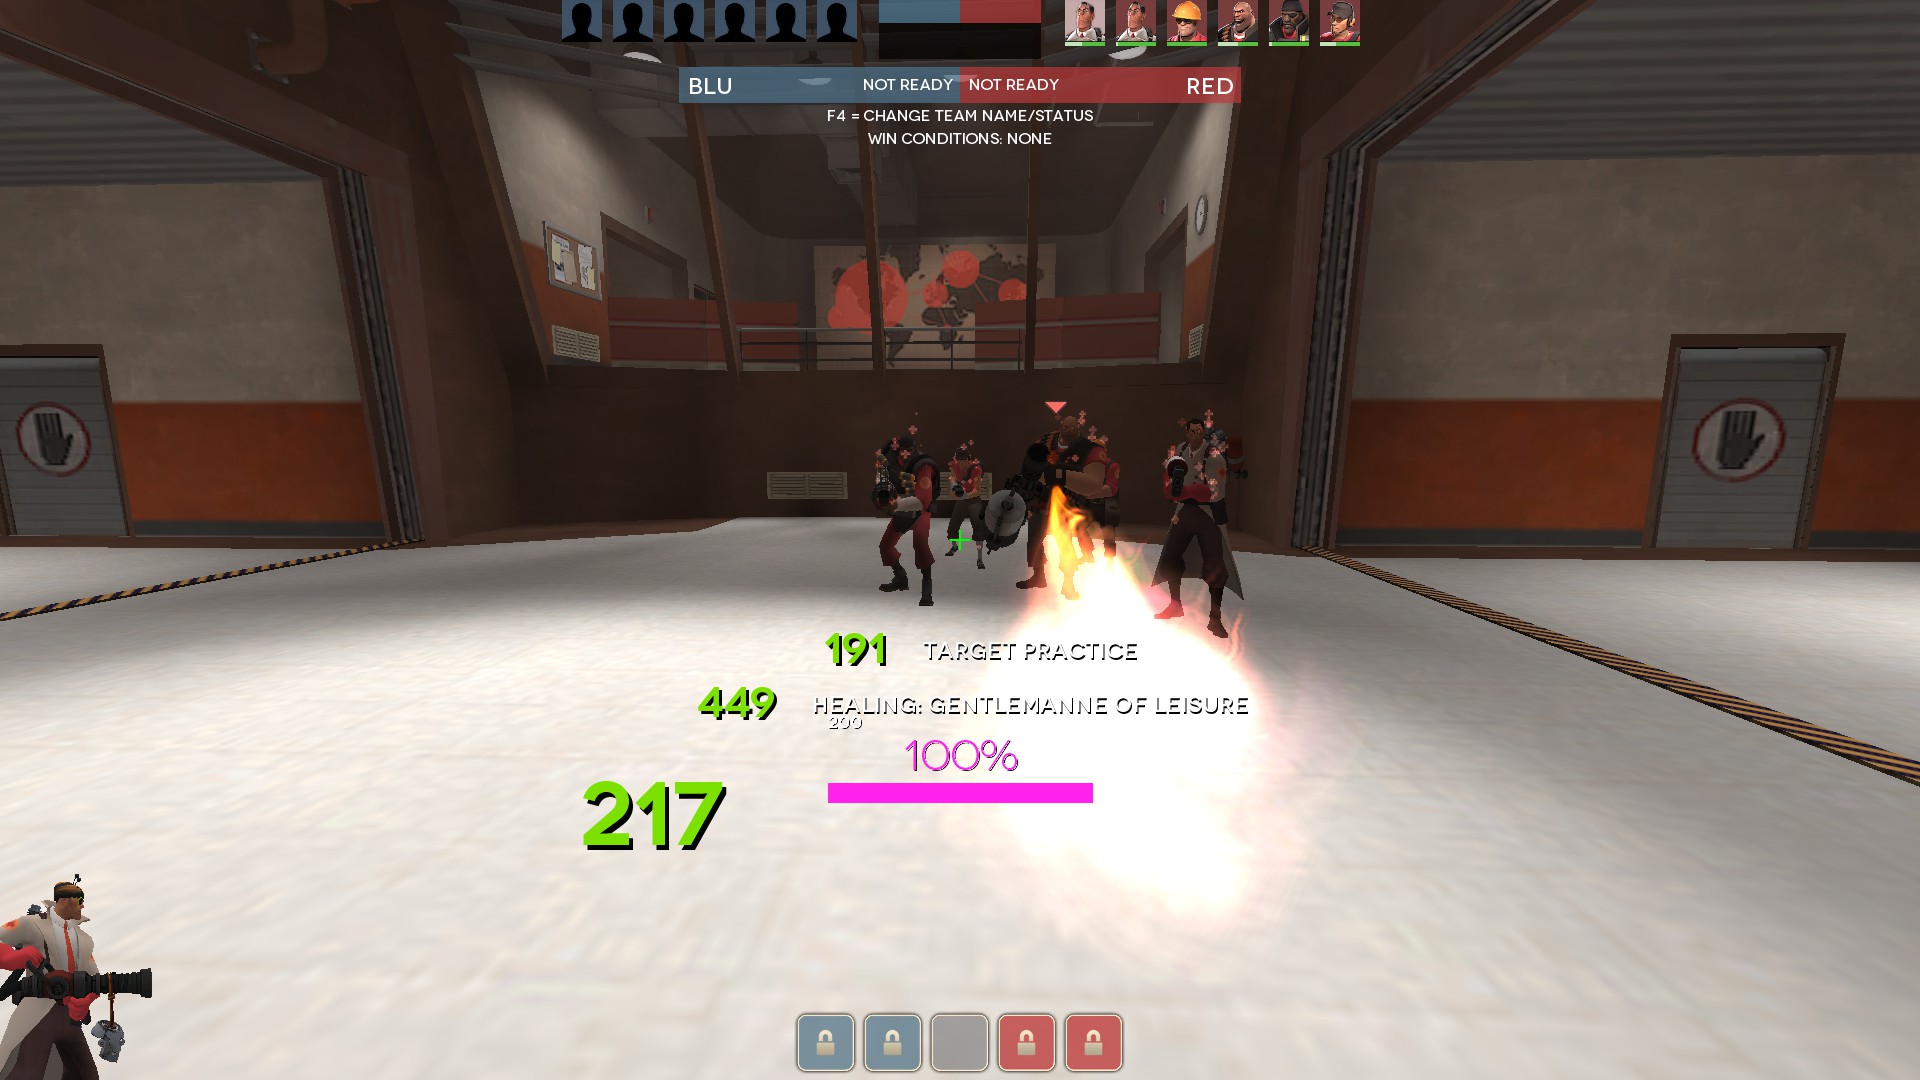 BLU NOT READY NOT READY RED
F4 = CHANGE TEAM NAME/STATUS
WIN CONDITIONS: NONE
191 TARGET PRACTICE
449 HEALING: GENTLEMANNE OF LEISURE
200
100%
217